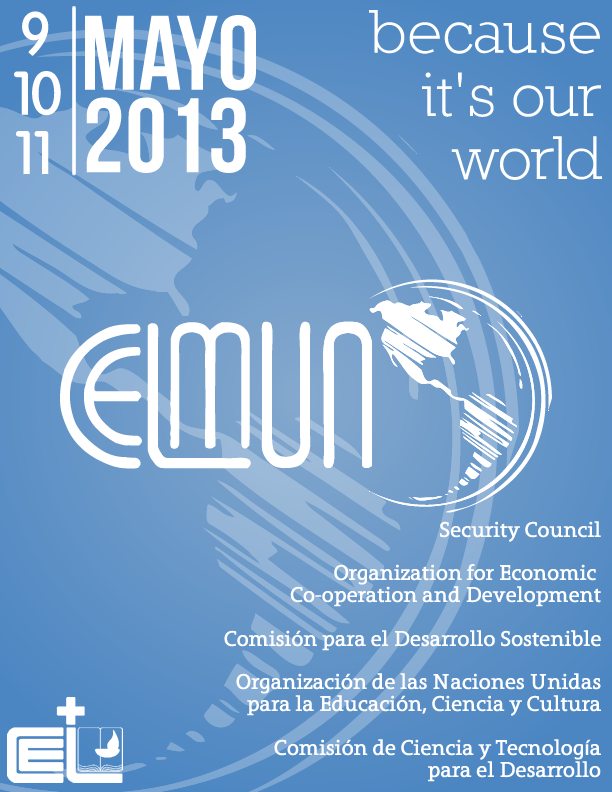 9
10
11
MAYO
2013
because
it's our
world
CELMUN
Security Council
Organization for Economic
Co-operation and Development
Comisión para el Desarrollo Sostenible
Organización de las Naciones Unidas
para la Educación, Ciencia y Cultura
Comisión de Ciencia y Tecnología
para el Desarrollo
CEL